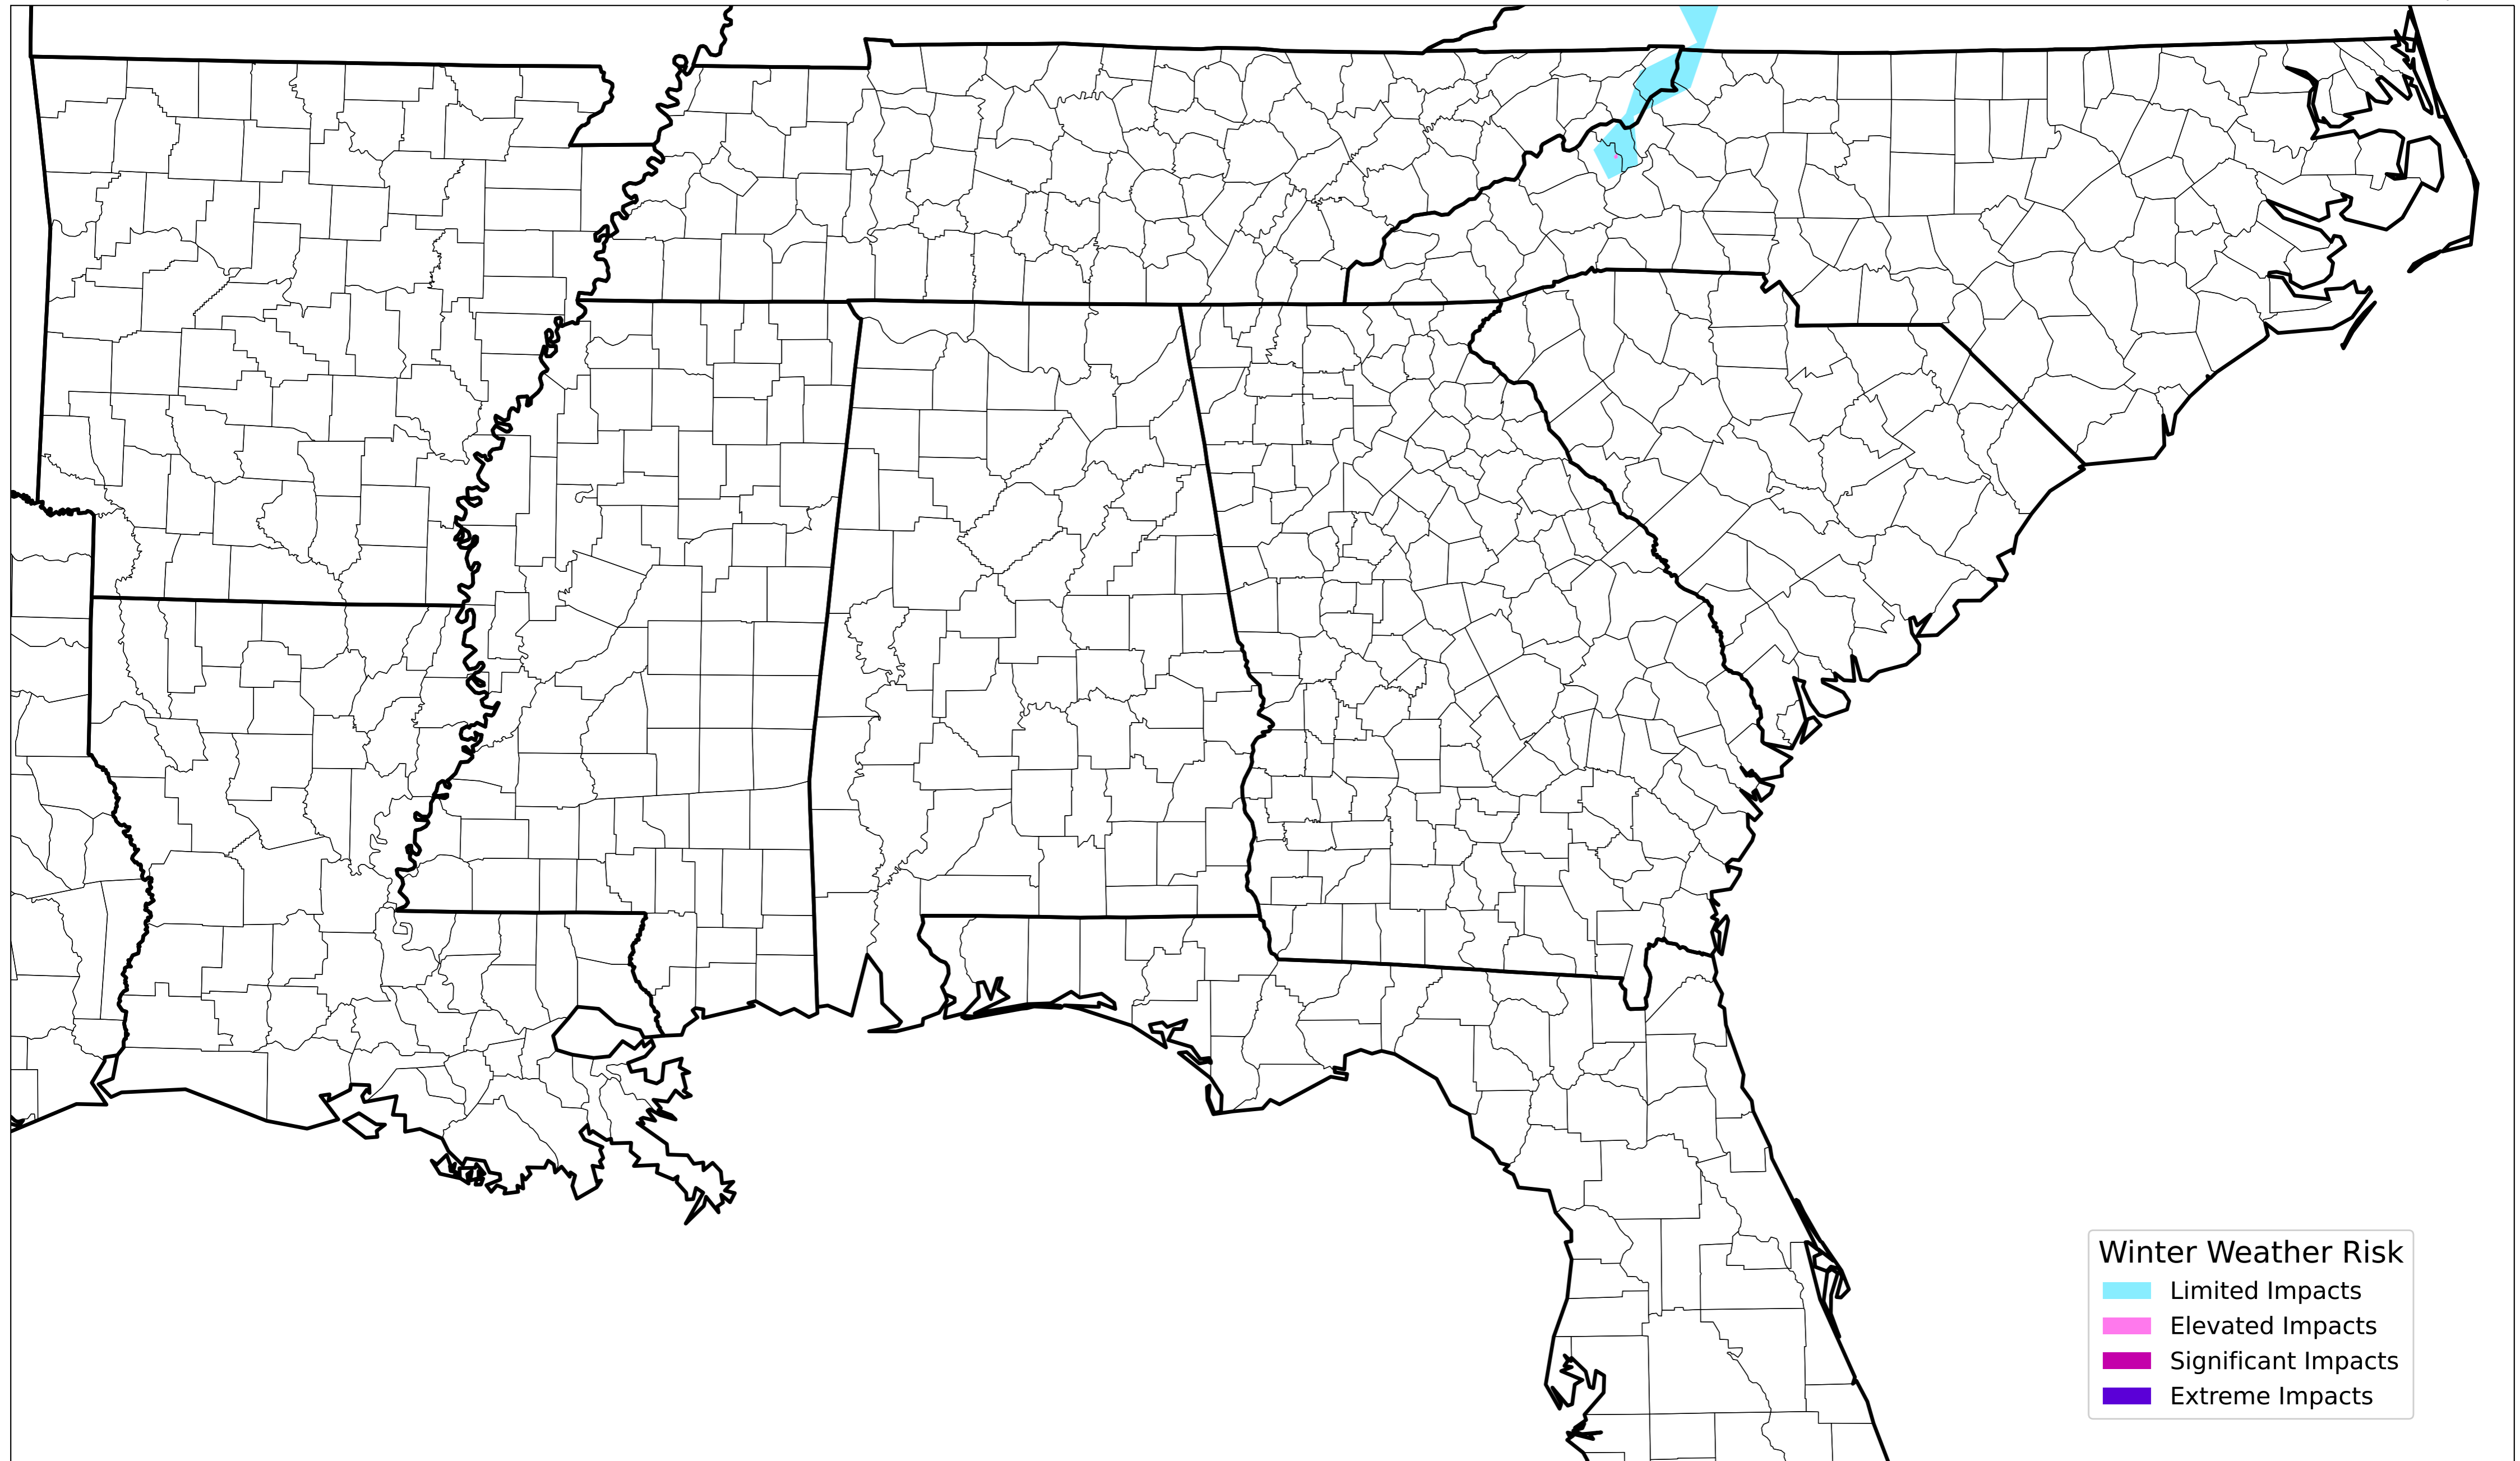 Winter Weather Risk
Limited Impacts
Elevated Impacts
Significant Impacts
Extreme Impacts